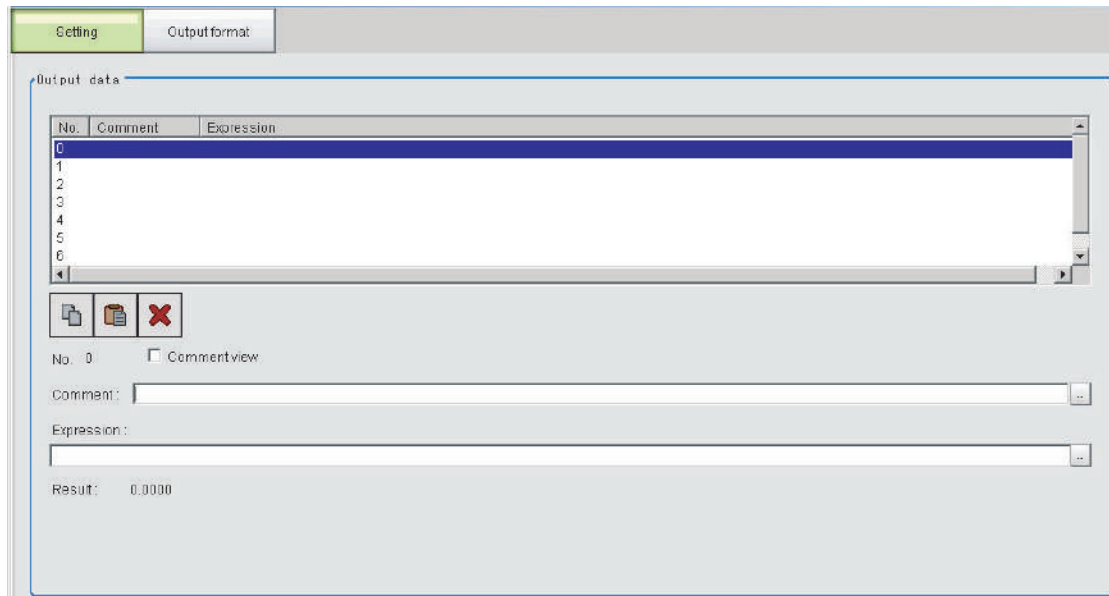 Setting Output format
Output data
No. Comment Expression
0
1
2
3
4
5
6
No. 0 Comment view
Comment: ..
Expression: ..
Result: 0.0000